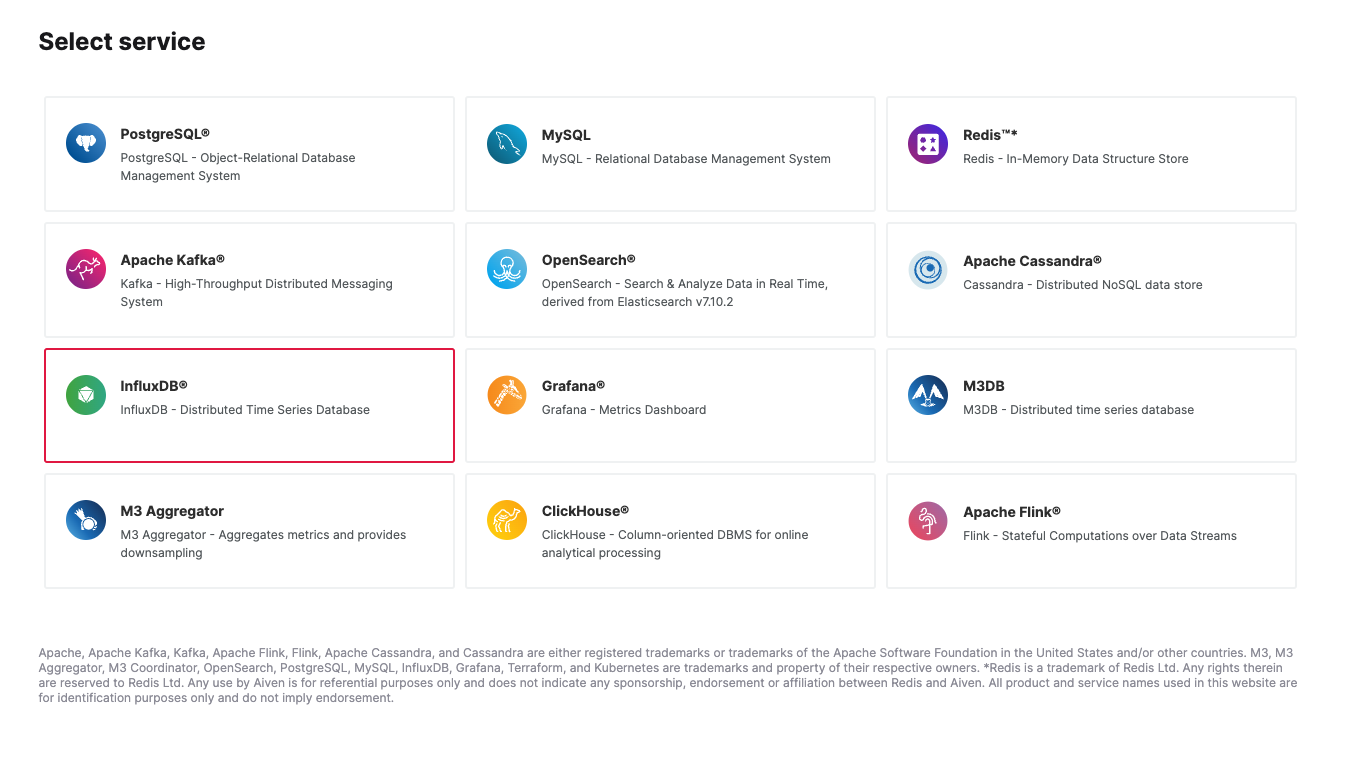 Select service
PostgreSQL®
PostgreSQL - Object-Relational Database
Management System
MySQL
MySQL - Relational Database Management System
Redis™*
Redis - In-Memory Data Structure Store
Apache Kafka®
Kafka - High-Throughput Distributed Messaging
System
OpenSearch®
OpenSearch - Search & Analyze Data in Real Time,
derived from Elasticsearch v7.10.2
Apache Cassandra®
Cassandra - Distributed NoSQL data store
InfluxDB®
InfluxDB - Distributed Time Series Database
Grafana®
Grafana - Metrics Dashboard
M3DB
M3DB - Distributed time series database
M3 Aggregator
M3 Aggregator - Aggregates metrics and provides
downsampling
ClickHouse®
ClickHouse - Column-oriented DBMS for online
analytical processing
Apache Flink®
Flink - Stateful Computations over Data Streams
Apache, Apache Kafka, Kafka, Apache Flink, Flink, Apache Cassandra, and Cassandra are either registered trademarks or trademarks of the Apache Software Foundation in the United States and/or other countries. M3, M3
Aggregator, M3 Coordinator, OpenSearch, PostgreSQL, MySQL, InfluxDB, Grafana, Terraform, and Kubernetes are trademarks and property of their respective owners. *Redis is a trademark of Redis Ltd. Any rights therein
are reserved to Redis Ltd. Any use by Aiven is for referential purposes only and does not indicate any sponsorship, endorsement or affiliation between Redis and Aiven. All product and service names used in this website are
for identification purposes only and do not imply endorsement.